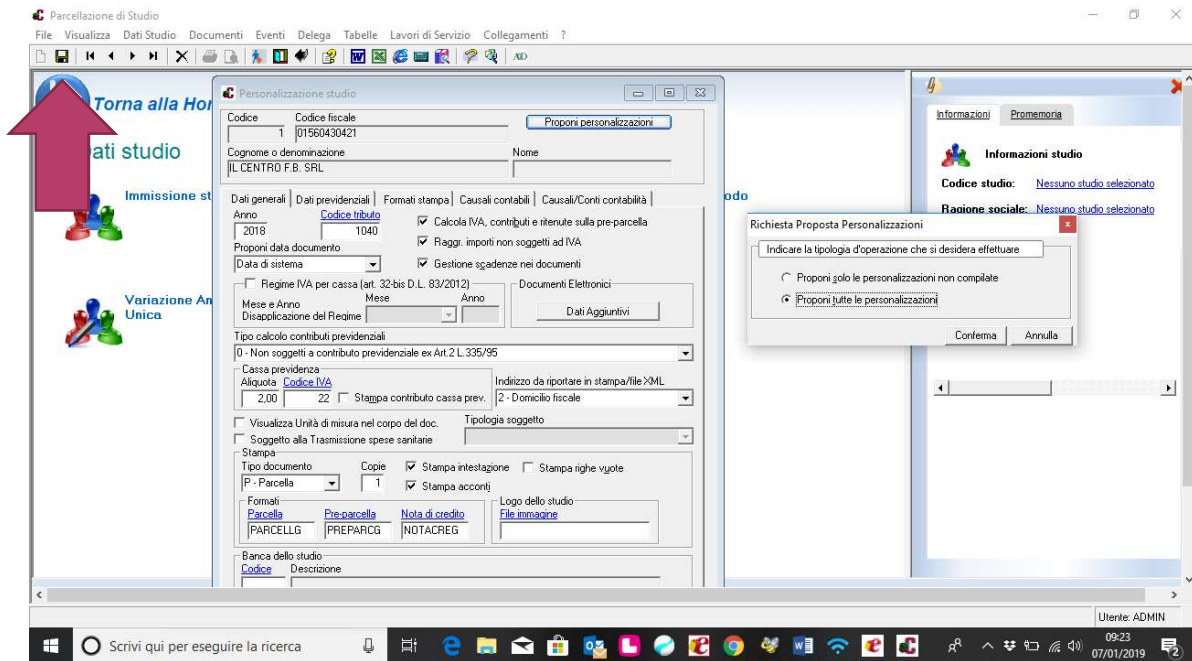 Parcellazione di Studio
File Visualizza Dati Studio Documenti Eventi Delega Tabelle Lavori di Servizio Collegamenti ?
Torna alla Hor
ati studio
Immissione st
odo
Variazione An
Unica
Personalizzazione studio
Codice Codice fiscale
1 01560430421
Proponi personalizzazioni
Cognome o denominazione Nome
IL CENTRO F.B. SRL
Dati generali Dati previdenziali Formati stampa Causali contabili Causali/Conti contabilità
Anno Codice tributo
2018 1040
Calcola IVA, contributi e ritenute sulla pre-parcella
Raggr. importi non soggetti ad IVA
Proponi data documento
Data di sistema
Gestione scadenze nei documenti
Regime IVA per cassa (art. 32-bis D.L. 83/2012)
Mese e Anno Mese Anno
Disapplicazione del Regime
Documenti Elettronici
Dati Aggiuntivi
Tipo calcolo contributi previdenziali
0 - Non soggetti a contributo previdenziale ex Art.2 L.335/95
Cassa previdenza
Aliquota Codice IVA
2,00 22 Stampa contributo cassa prev.
Indirizzo da riportare in stampa/file XML
2 - Domicilio fiscale
Visualizza Unità di misura nel corpo del doc.
Tipologia soggetto
Soggetto alla Trasmissione spese sanitarie
Stampa
Tipo documento Copie
P - Parcella 1
Stampa intestazione Stampa righe vuote
Stampa acconti
Formati
Parcella Pre-parcella Nota di credito
PARCELLG PREPARCG NOTACREG
Logo dello studio
File immagine
Banca dello studio
Codice Descrizione
Informazioni Promemoria
Informazioni studio
Codice studio: Nessuno studio selezionato
Ragione sociale: Nessuno studio selezionato
Richiesta Proposta Personalizzazioni
Indicare la tipologia d'operazione che si desidera effettuare
Proponi solo le personalizzazioni non compilate
Proponi tutte le personalizzazioni
Conferma Annulla
Utente: ADMIN
Scrivi qui per eseguire la ricerca
09:23
07/01/2019